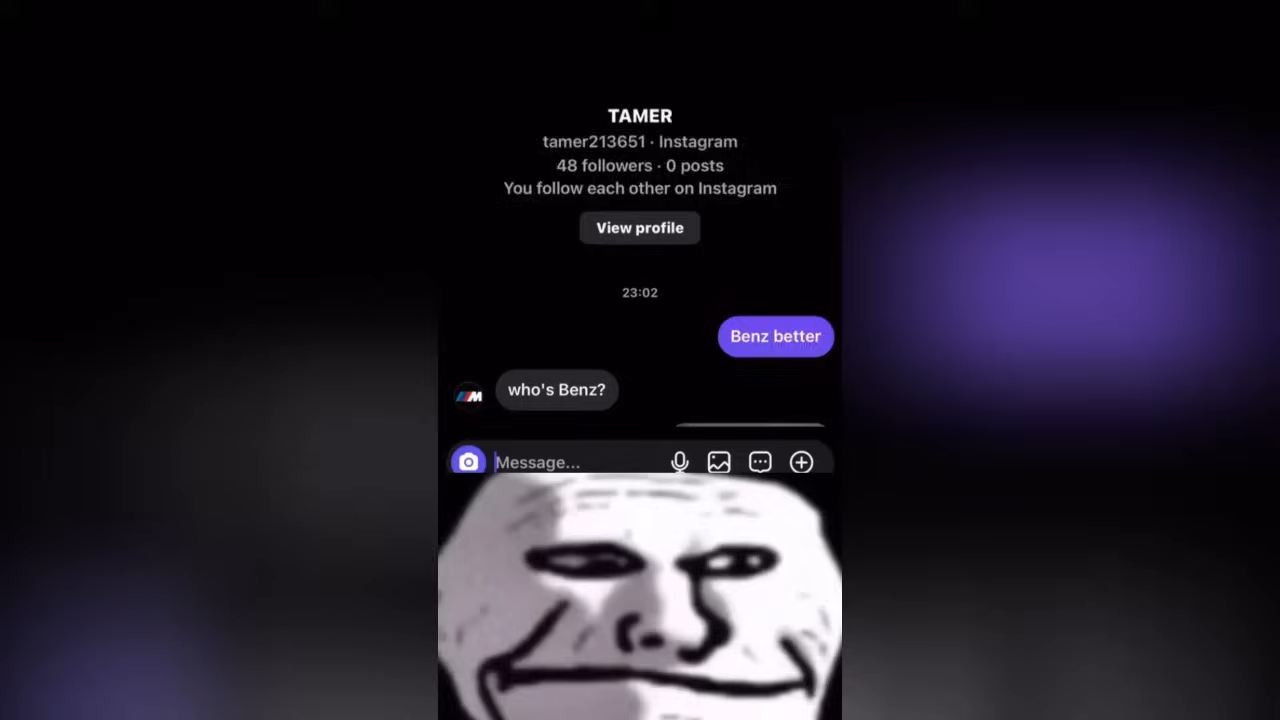 TAMER
tamer213651 · Instagram
48 followers · 0 posts
You follow each other on Instagram
View profile
23:02
Benz better
M
who's Benz?
Message...